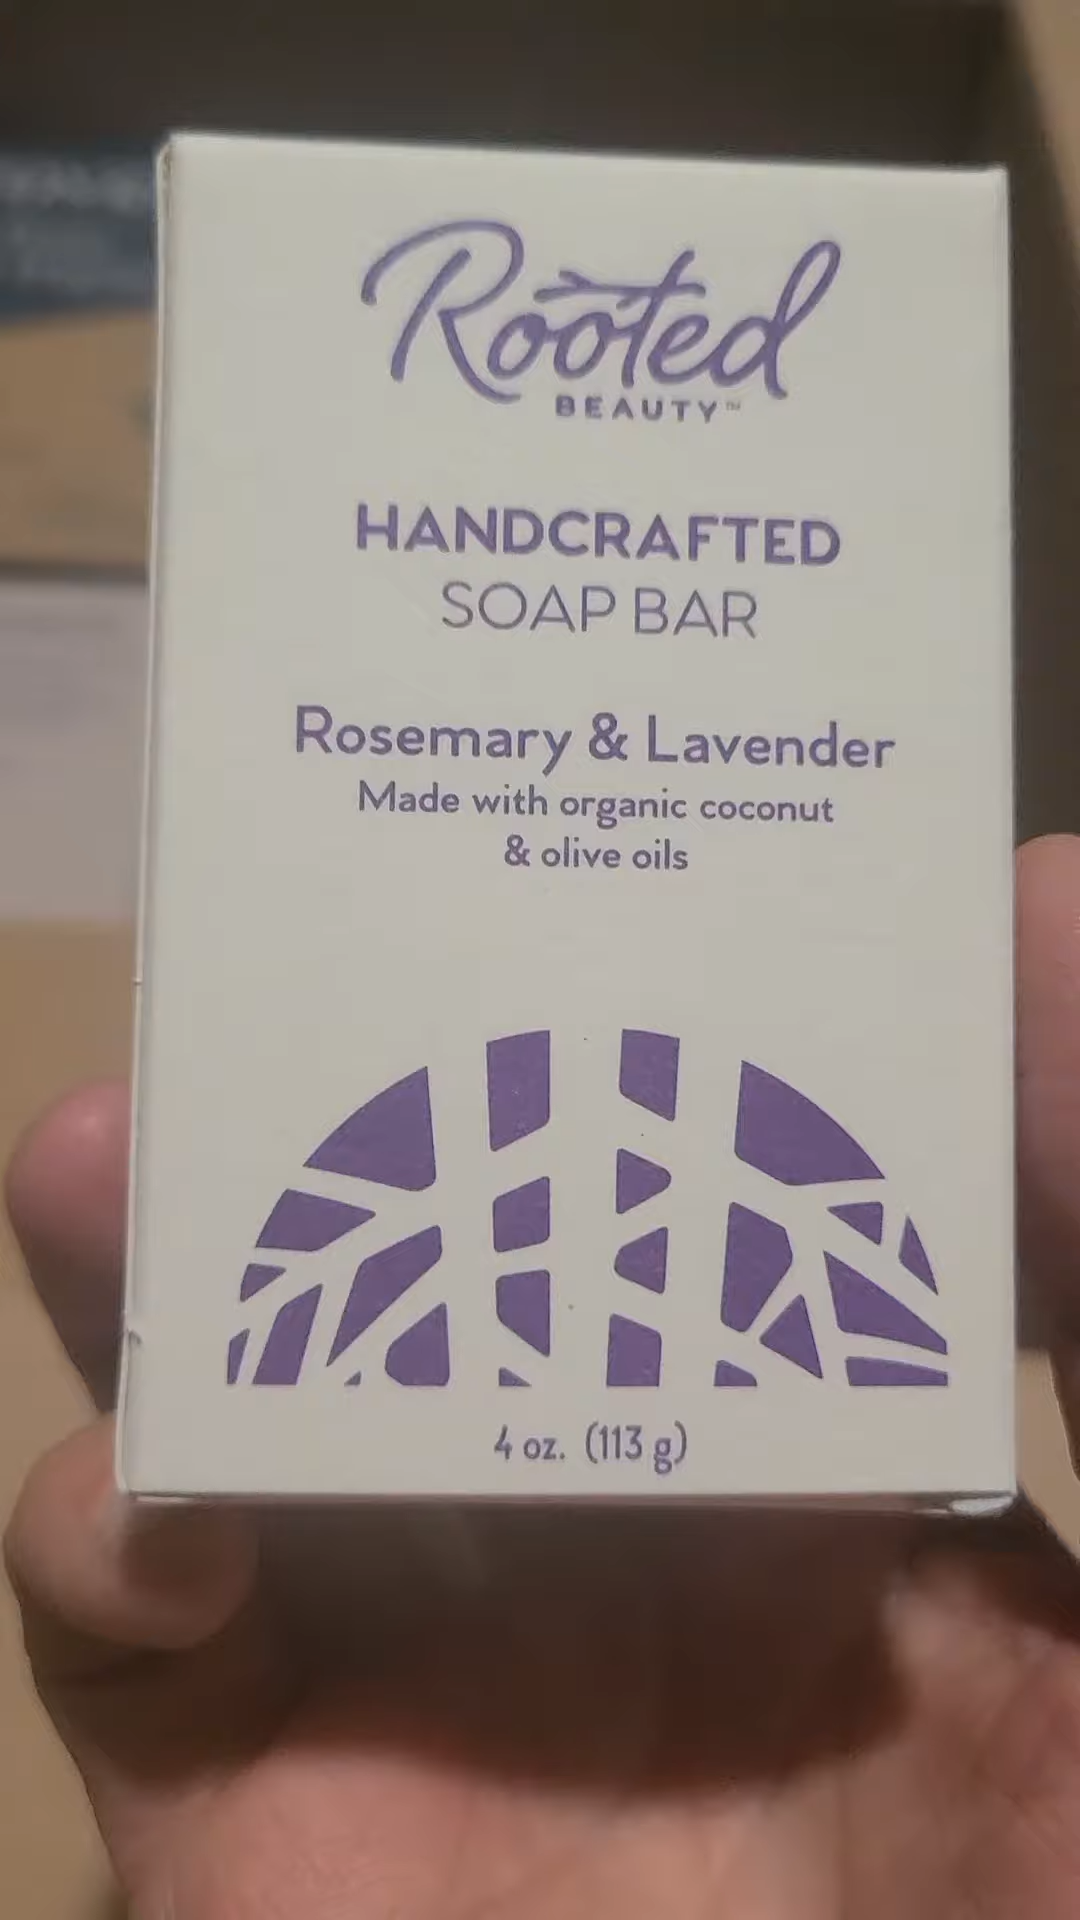 Rooted
BEAUTY™
HANDCRAFTED
SOAP BAR
Rosemary & Lavender
Made with organic coconut
& olive oils
4 oz. (113 g)